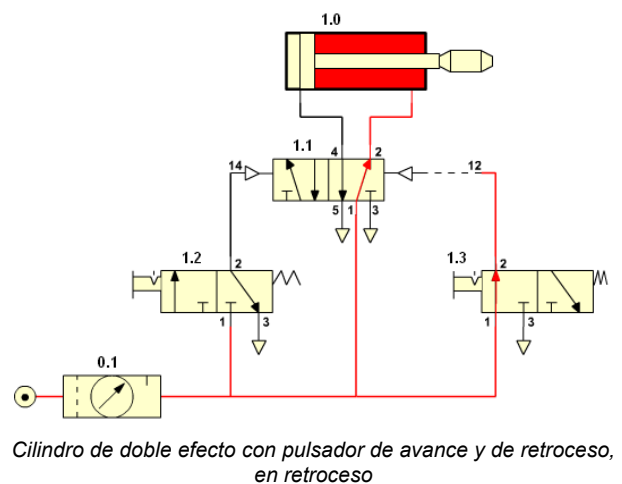 1.0
1.1
4 2
14 12
5 1 3
1.2 1.3
2 2
1 3 1 3
0.1
Cilindro de doble efecto con pulsador de avance y de retroceso,
en retroceso